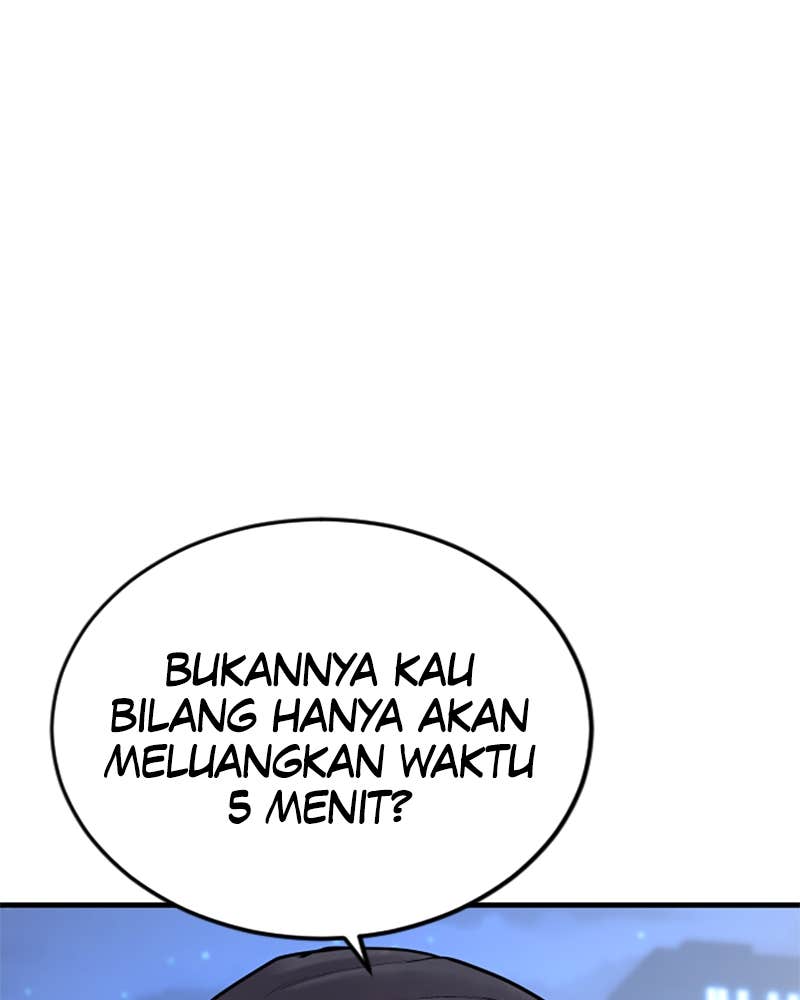 BUKANNYA KAU
BILANG HANYA AKAN
MELUANGKAN WAKTU
5 MENIT?